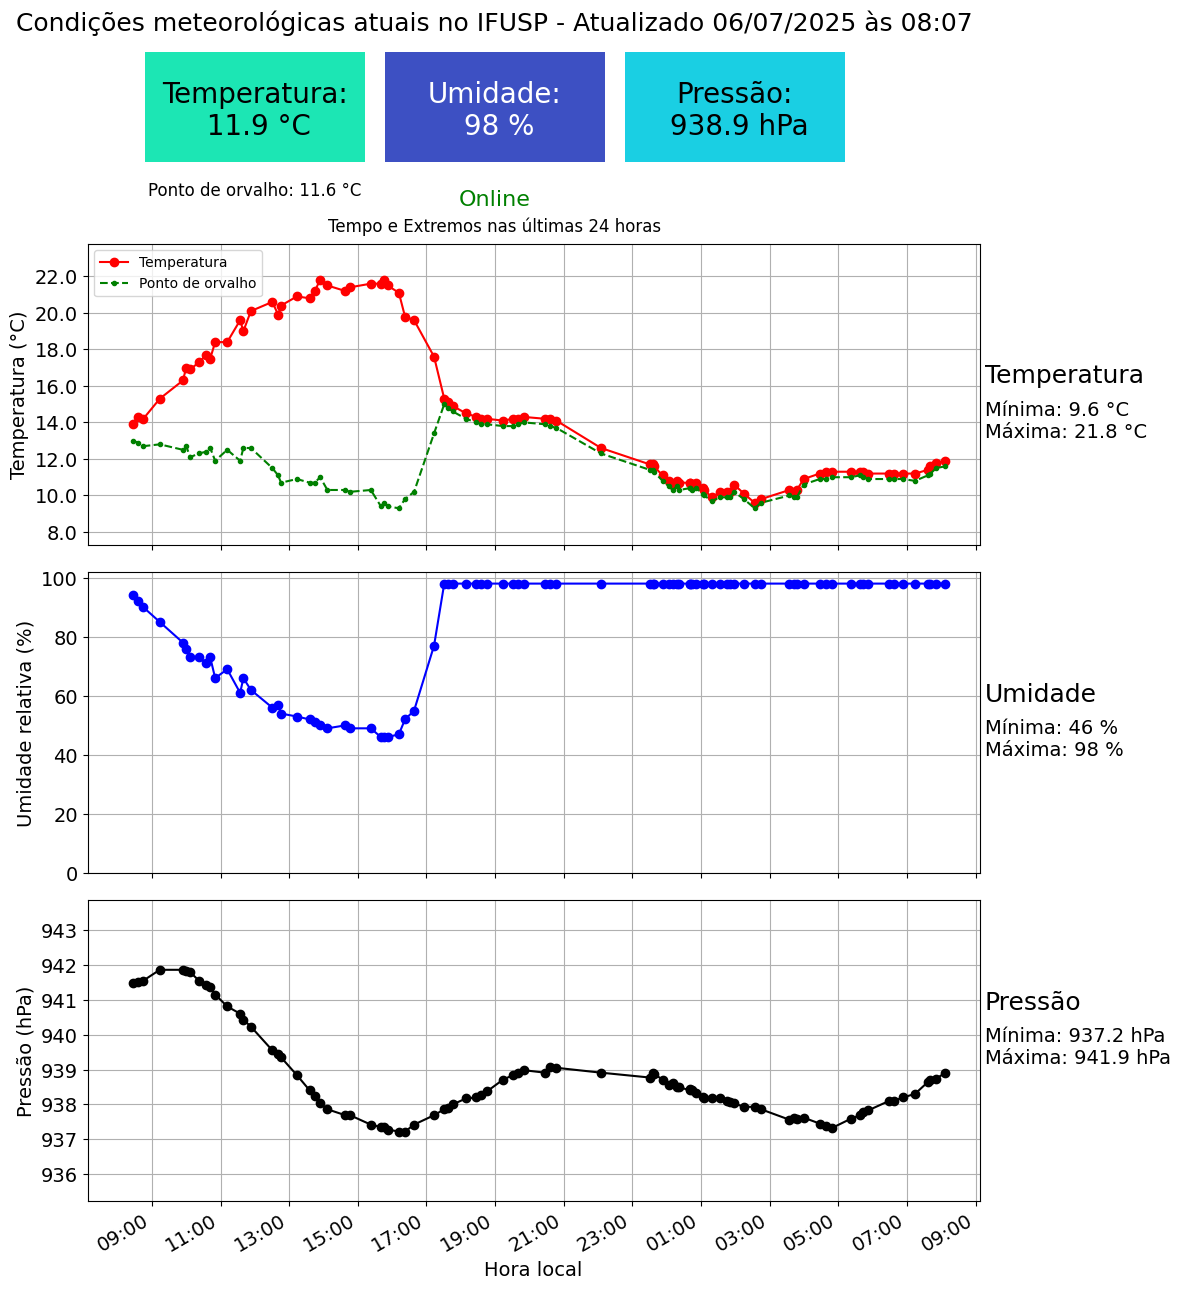 Condições meteorológicas atuais no IFUSP - Atualizado 06/07/2025 às 08:07
Temperatura:
11.9 °C
Umidade:
98 %
Pressão:
938.9 hPa
Ponto de orvalho: 11.6 °C
Online
Tempo e Extremos nas últimas 24 horas
Temperatura
Ponto de orvalho
Temperatura (°C)
22.0
20.0
18.0
16.0
14.0
12.0
10.0
8.0
Temperatura
Mínima: 9.6 °C
Máxima: 21.8 °C
Umidade relativa (%)
100
80
60
40
20
0
Umidade
Mínima: 46 %
Máxima: 98 %
Pressão (hPa)
943
942
941
940
939
938
937
936
Pressão
Mínima: 937.2 hPa
Máxima: 941.9 hPa
09:00 11:00 13:00 15:00 17:00 19:00 21:00 23:00 01:00 03:00 05:00 07:00 09:00
Hora local